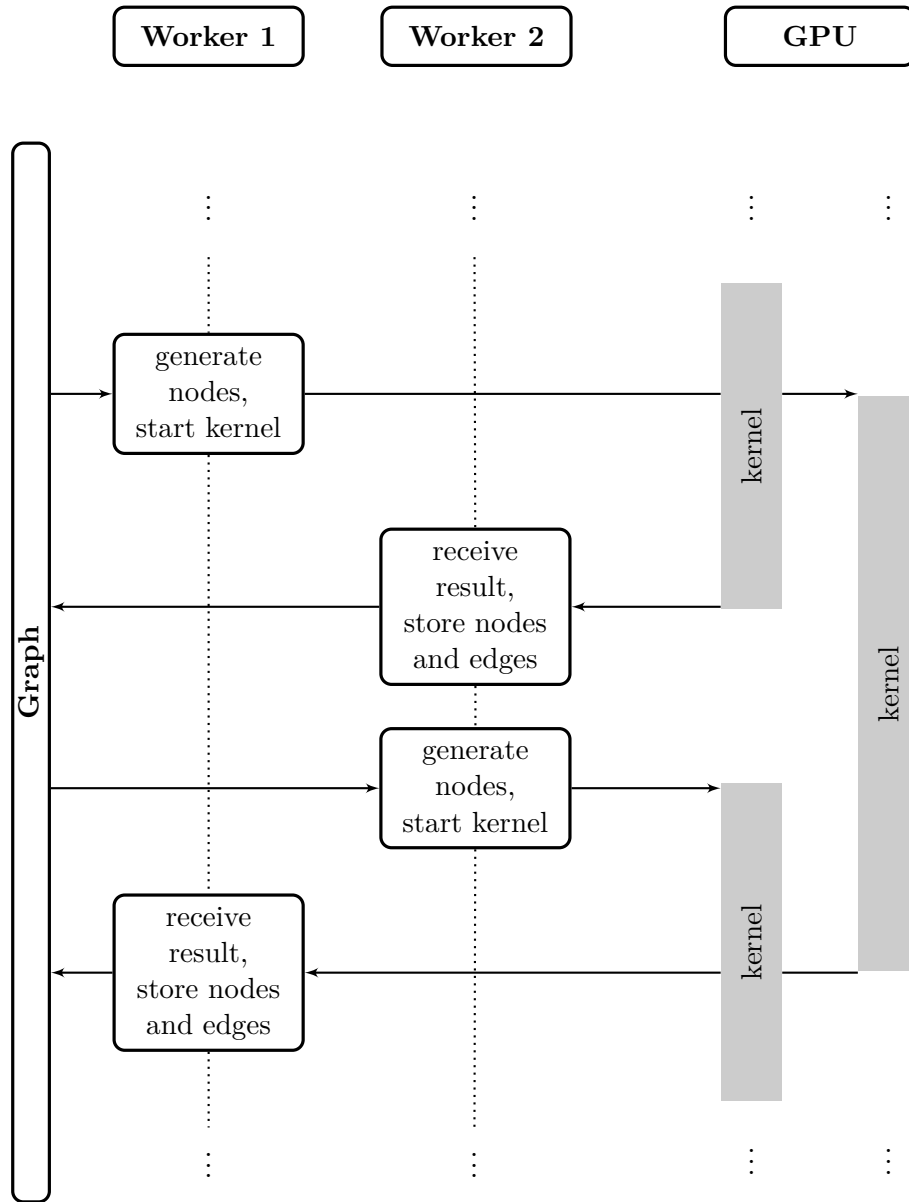 Worker 1
Worker 2
GPU
generate
nodes,
start kernel
kernel
receive
result,
store nodes
and edges
Graph
kernel
generate
nodes,
start kernel
receive
result,
store nodes
and edges
kernel